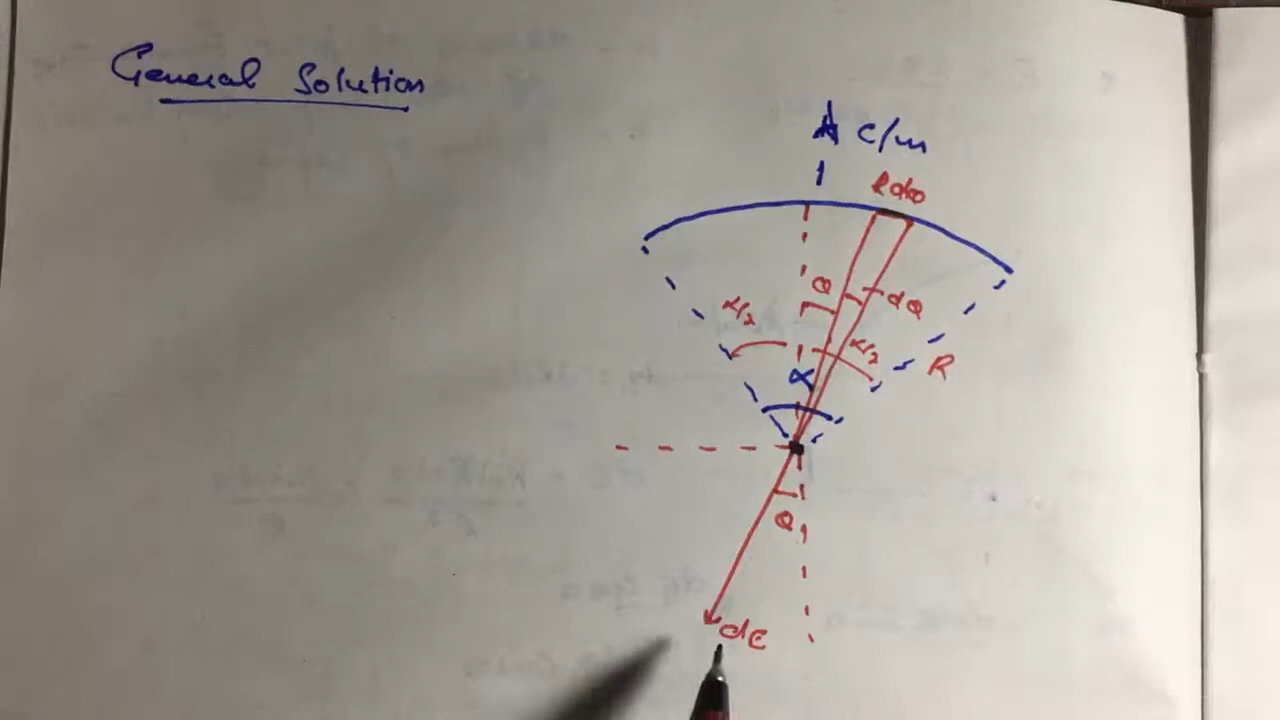 General Solution
λ C/m
Rdθ
θ
dθ
α/2
α/2
R
α
θ
dE